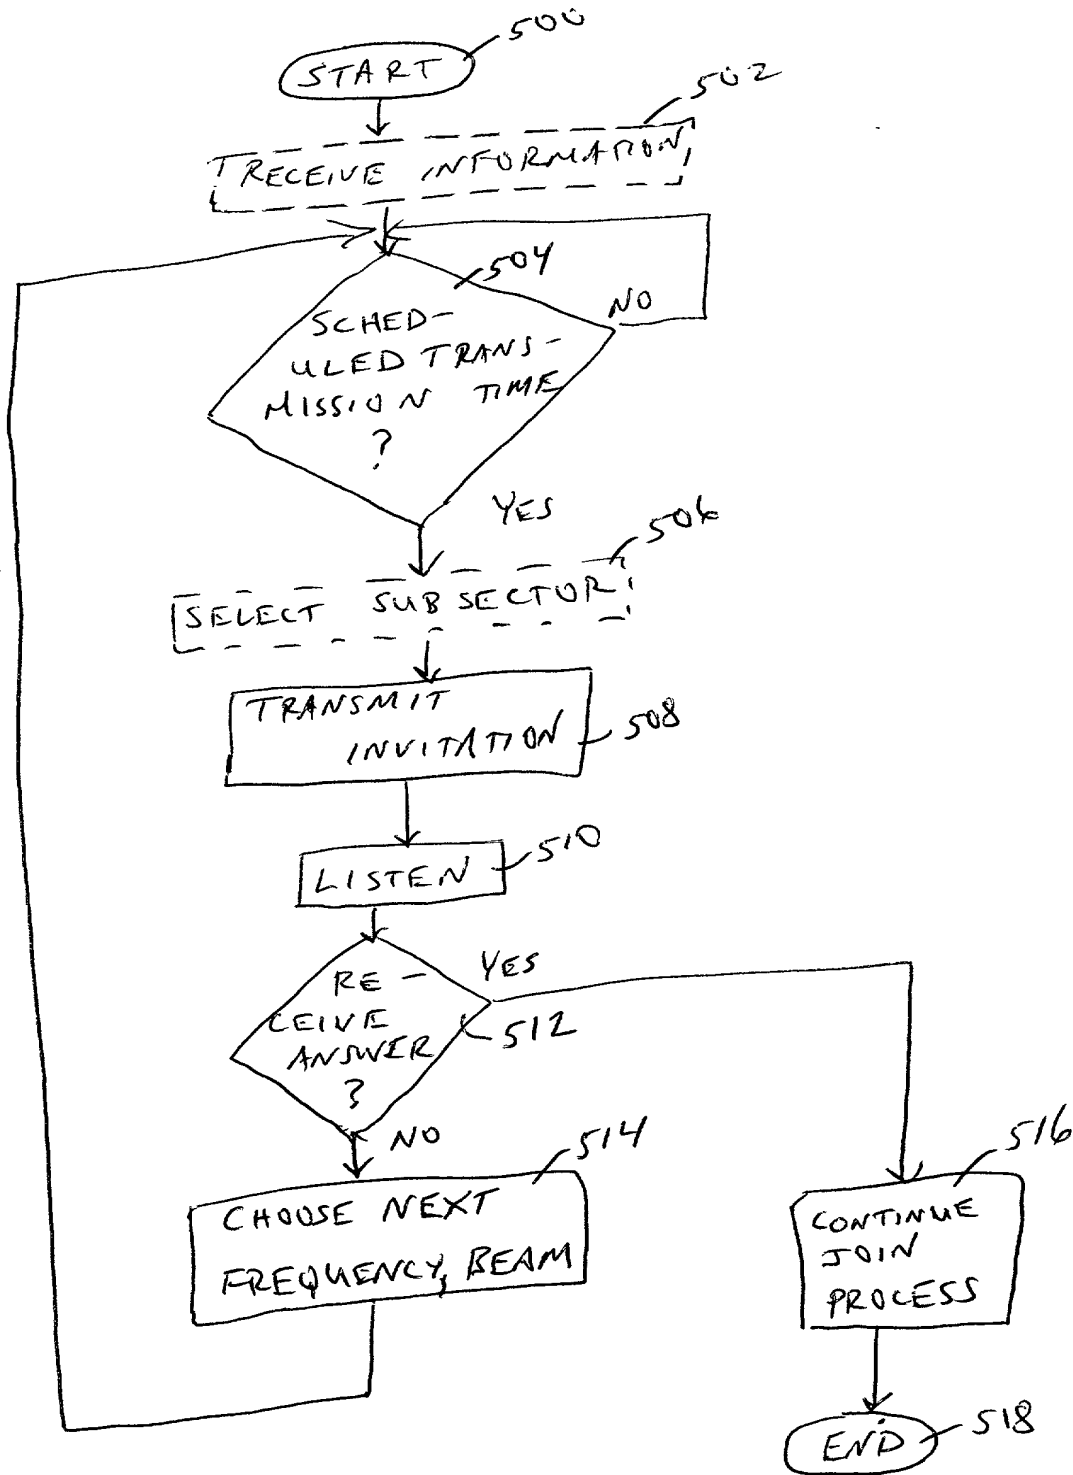 500
START
502
RECEIVE INFORMATION
504
NO
SCHED-
ULED TRANS-
MISSION TIME
?
YES
506
SELECT SUBSECTOR
TRANSMIT
INVITATION
508
510
LISTEN
YES
RE-
CEIVE
ANSWER
?
512
NO
514
516
CHOOSE NEXT
FREQUENCY, BEAM
CONTINUE
JOIN
PROCESS
518
END